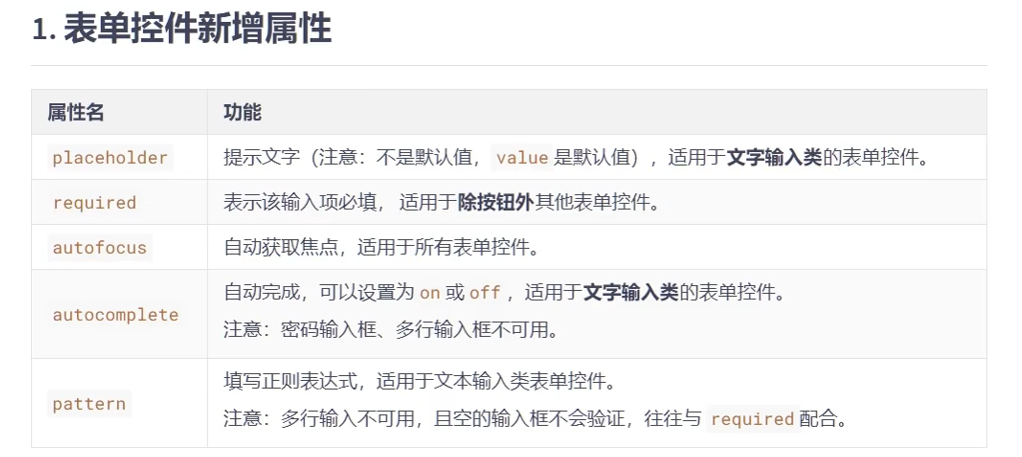 1. 表单控件新增属性
属性名 功能
placeholder 提示文字（注意：不是默认值，value 是默认值），适用于文字输入类的表单控件。
required 表示该输入项必填，适用于除按钮外其他表单控件。
autofocus 自动获取焦点，适用于所有表单控件。
autocomplete 自动完成，可以设置为 on 或 off ，适用于文字输入类的表单控件。
注意：密码输入框、多行输入框不可用。
pattern 填写正则表达式，适用于文本输入类表单控件。
注意：多行输入不可用，且空的输入框不会验证，往往与 required 配合。